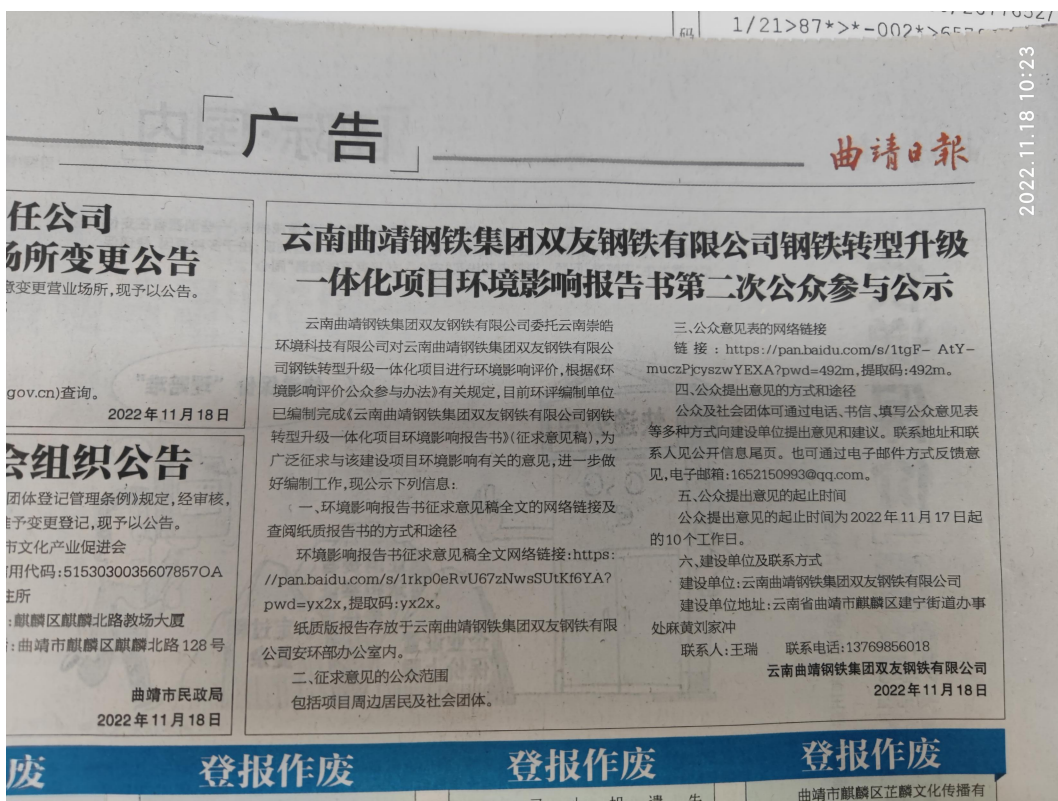 码
1/21>87*>*-002*>657
2022.11.18 10:23
广告
曲靖日報
任公司
场所变更公告
意变更营业场所,现予以公告。
gov.cn)查询。
2022年11月18日
会组织公告
团体登记管理条例》规定,经审核,
准予变更登记,现予以公告。
市文化产业促进会
用代码:51530300356078570A
住所
:麒麟区麒麟北路教场大厦
:曲靖市麒麟区麒麟北路128号
曲靖市民政局
2022年11月18日
云南曲靖钢铁集团双友钢铁有限公司钢铁转型升级
一体化项目环境影响报告书第二次公众参与公示
云南曲靖钢铁集团双友钢铁有限公司委托云南崇皓
环境科技有限公司对云南曲靖钢铁集团双友钢铁有限公
司钢铁转型升级一体化项目进行环境影响评价,根据《环
境影响评价公众参与办法》有关规定,目前环评编制单位
已编制完成《云南曲靖钢铁集团双友钢铁有限公司钢铁
转型升级一体化项目环境影响报告书》(征求意见稿),为
广泛征求与该建设项目环境影响有关的意见,进一步做
好编制工作,现公示下列信息:
一、环境影响报告书征求意见稿全文的网络链接及
查阅纸质报告书的方式和途径
环境影响报告书征求意见稿全文网络链接:https:
//pan.baidu.com/s/1rkp0eRvU67zNwsSUtKf6YA?
pwd=yx2x,提取码:yx2x。
纸质版报告存放于云南曲靖钢铁集团双友钢铁有限
公司安环部办公室内。
二、征求意见的公众范围
包括项目周边居民及社会团体。
三、公众意见表的网络链接
链接:https://pan.baidu.com/s/1tgF- AtY-
muczPjcyszwYEXA?pwd=492m,提取码:492m。
四、公众提出意见的方式和途径
公众及社会团体可通过电话、书信、填写公众意见表
等多种方式向建设单位提出意见和建议。联系地址和联
系人见公开信息尾页。也可通过电子邮件方式反馈意
见,电子邮箱:1652150993@qq.com。
五、公众提出意见的起止时间
公众提出意见的起止时间为2022年11月17日起
的10个工作日。
六、建设单位及联系方式
建设单位:云南曲靖钢铁集团双友钢铁有限公司
建设单位地址:云南省曲靖市麒麟区建宁街道办事
处麻黄刘家冲
联系人:王瑞 联系电话:13769856018
云南曲靖钢铁集团双友钢铁有限公司
2022年11月18日
废
登报作废
登报作废
登报作废
曲靖市麒麟区芷麟文化传播有